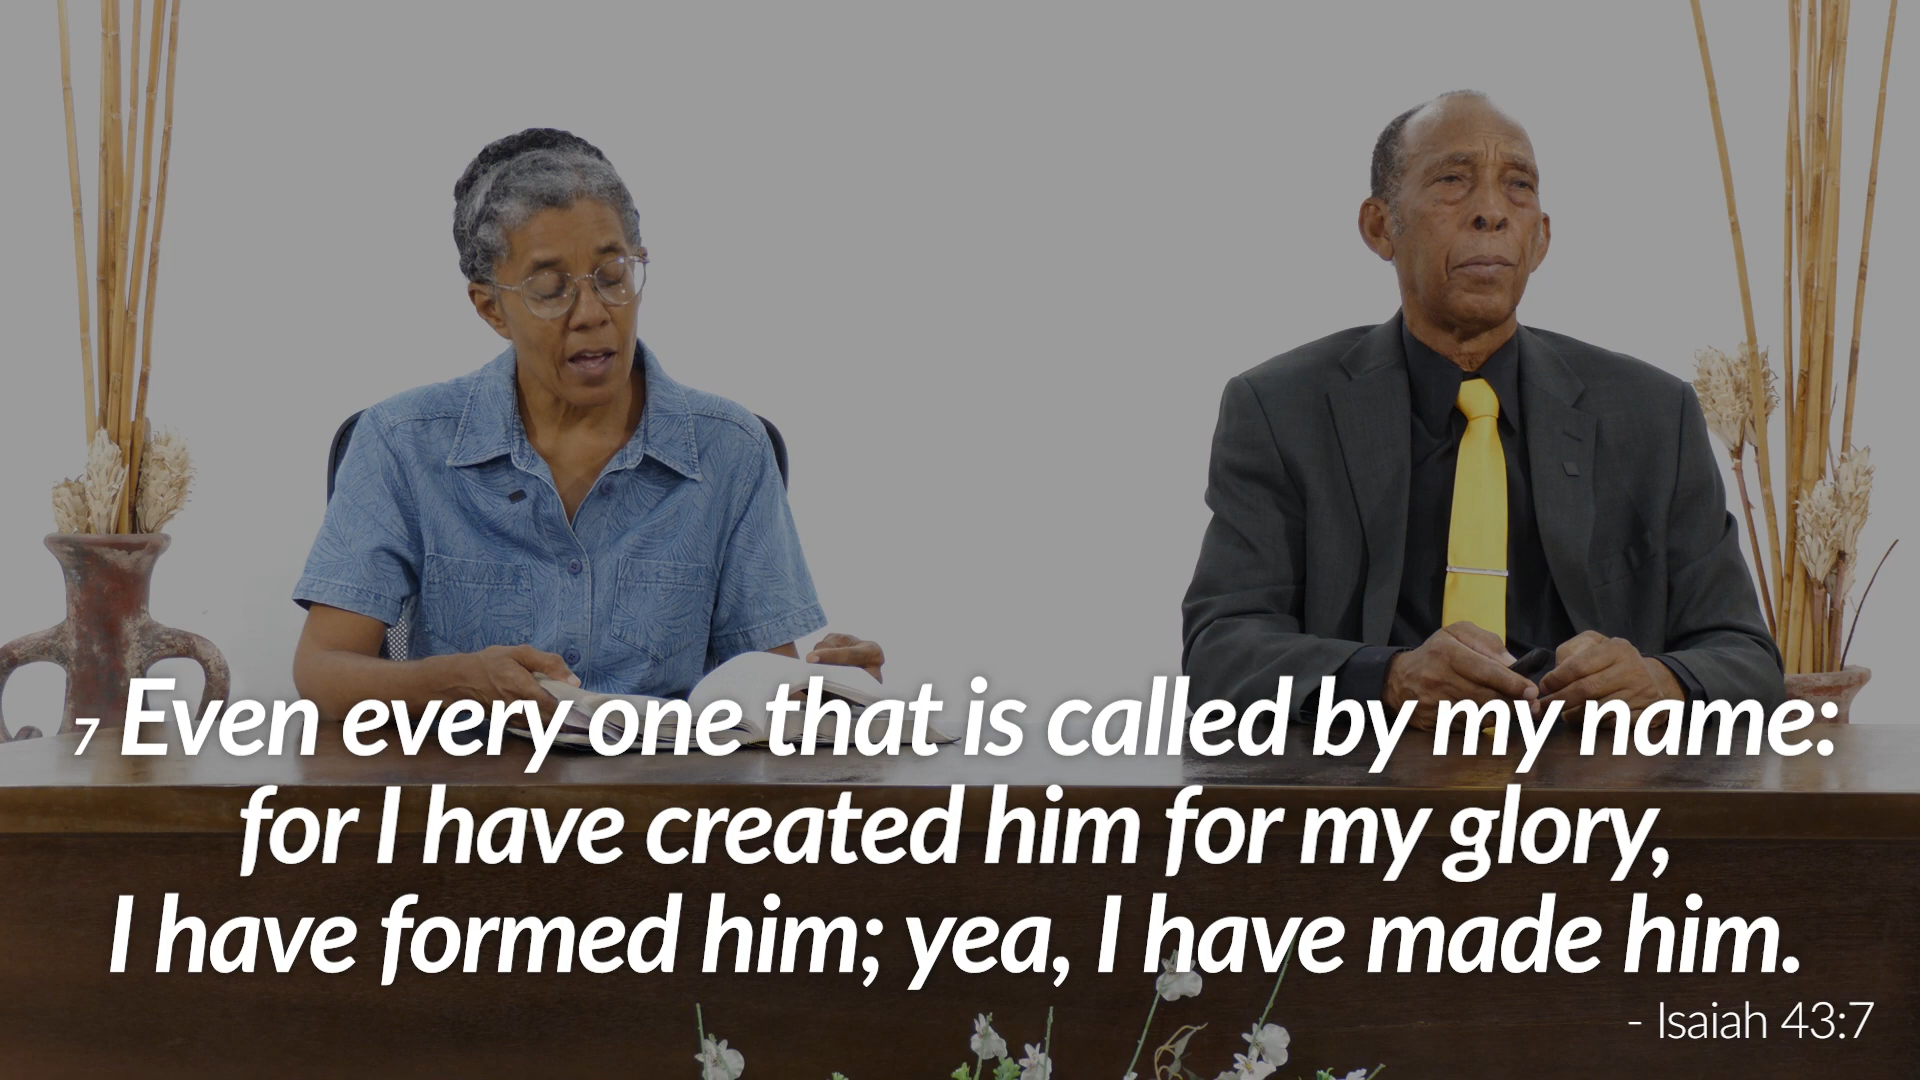 7 Even every one that is called by my name:
for I have created him for my glory,
I have formed him; yea, I have made him.
- Isaiah 43:7